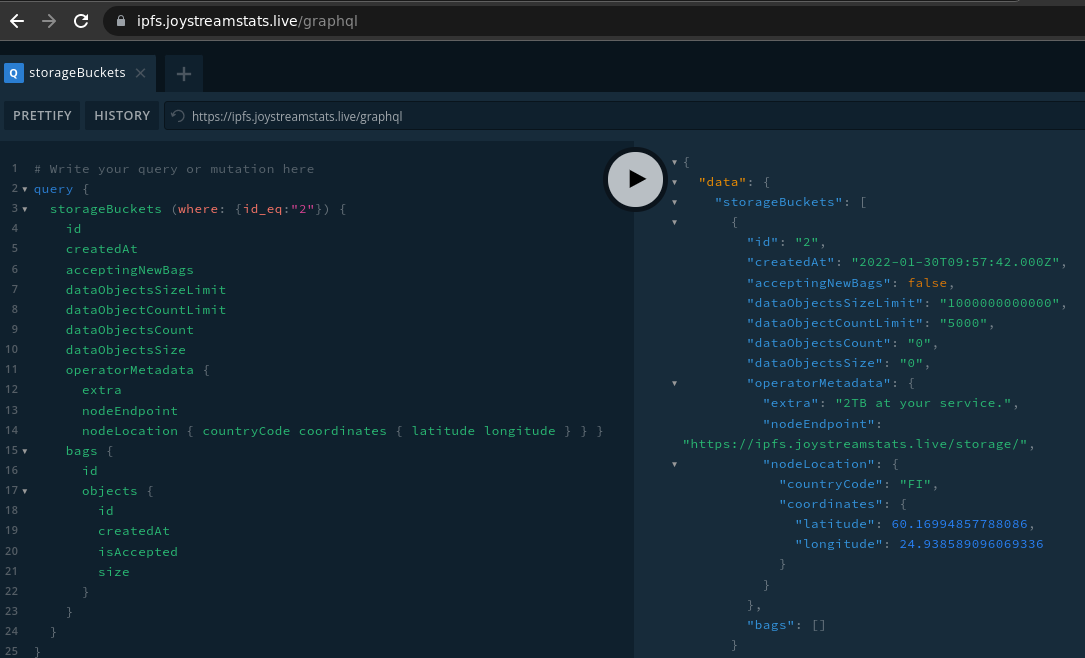 ipfs.joystreamstats.live/graphql
Q storageBuckets
PRETTIFY HISTORY https://ipfs.joystreamstats.live/graphql
1 # Write your query or mutation here
2 query {
3 storageBuckets (where: {id_eq:"2"}) {
4 id
5 createdAt
6 acceptingNewBags
7 dataObjectsSizeLimit
8 dataObjectCountLimit
9 dataObjectsCount
10 dataObjectsSize
11 operatorMetadata {
12 extra
13 nodeEndpoint
14 nodeLocation { countryCode coordinates { latitude longitude } } }
15 bags {
16 id
17 objects {
18 id
19 createdAt
20 isAccepted
21 size
22 }
23 }
24 }
25 }
{
"data": {
"storageBuckets": [
{
"id": "2",
"createdAt": "2022-01-30T09:57:42.000Z",
"acceptingNewBags": false,
"dataObjectsSizeLimit": "1000000000000",
"dataObjectCountLimit": "5000",
"dataObjectsCount": "0",
"dataObjectsSize": "0",
"operatorMetadata": {
"extra": "2TB at your service.",
"nodeEndpoint":
"https://ipfs.joystreamstats.live/storage/",
"nodeLocation": {
"countryCode": "FI",
"coordinates": {
"latitude": 60.16994857788086,
"longitude": 24.938589096069336
}
}
},
"bags": []
}